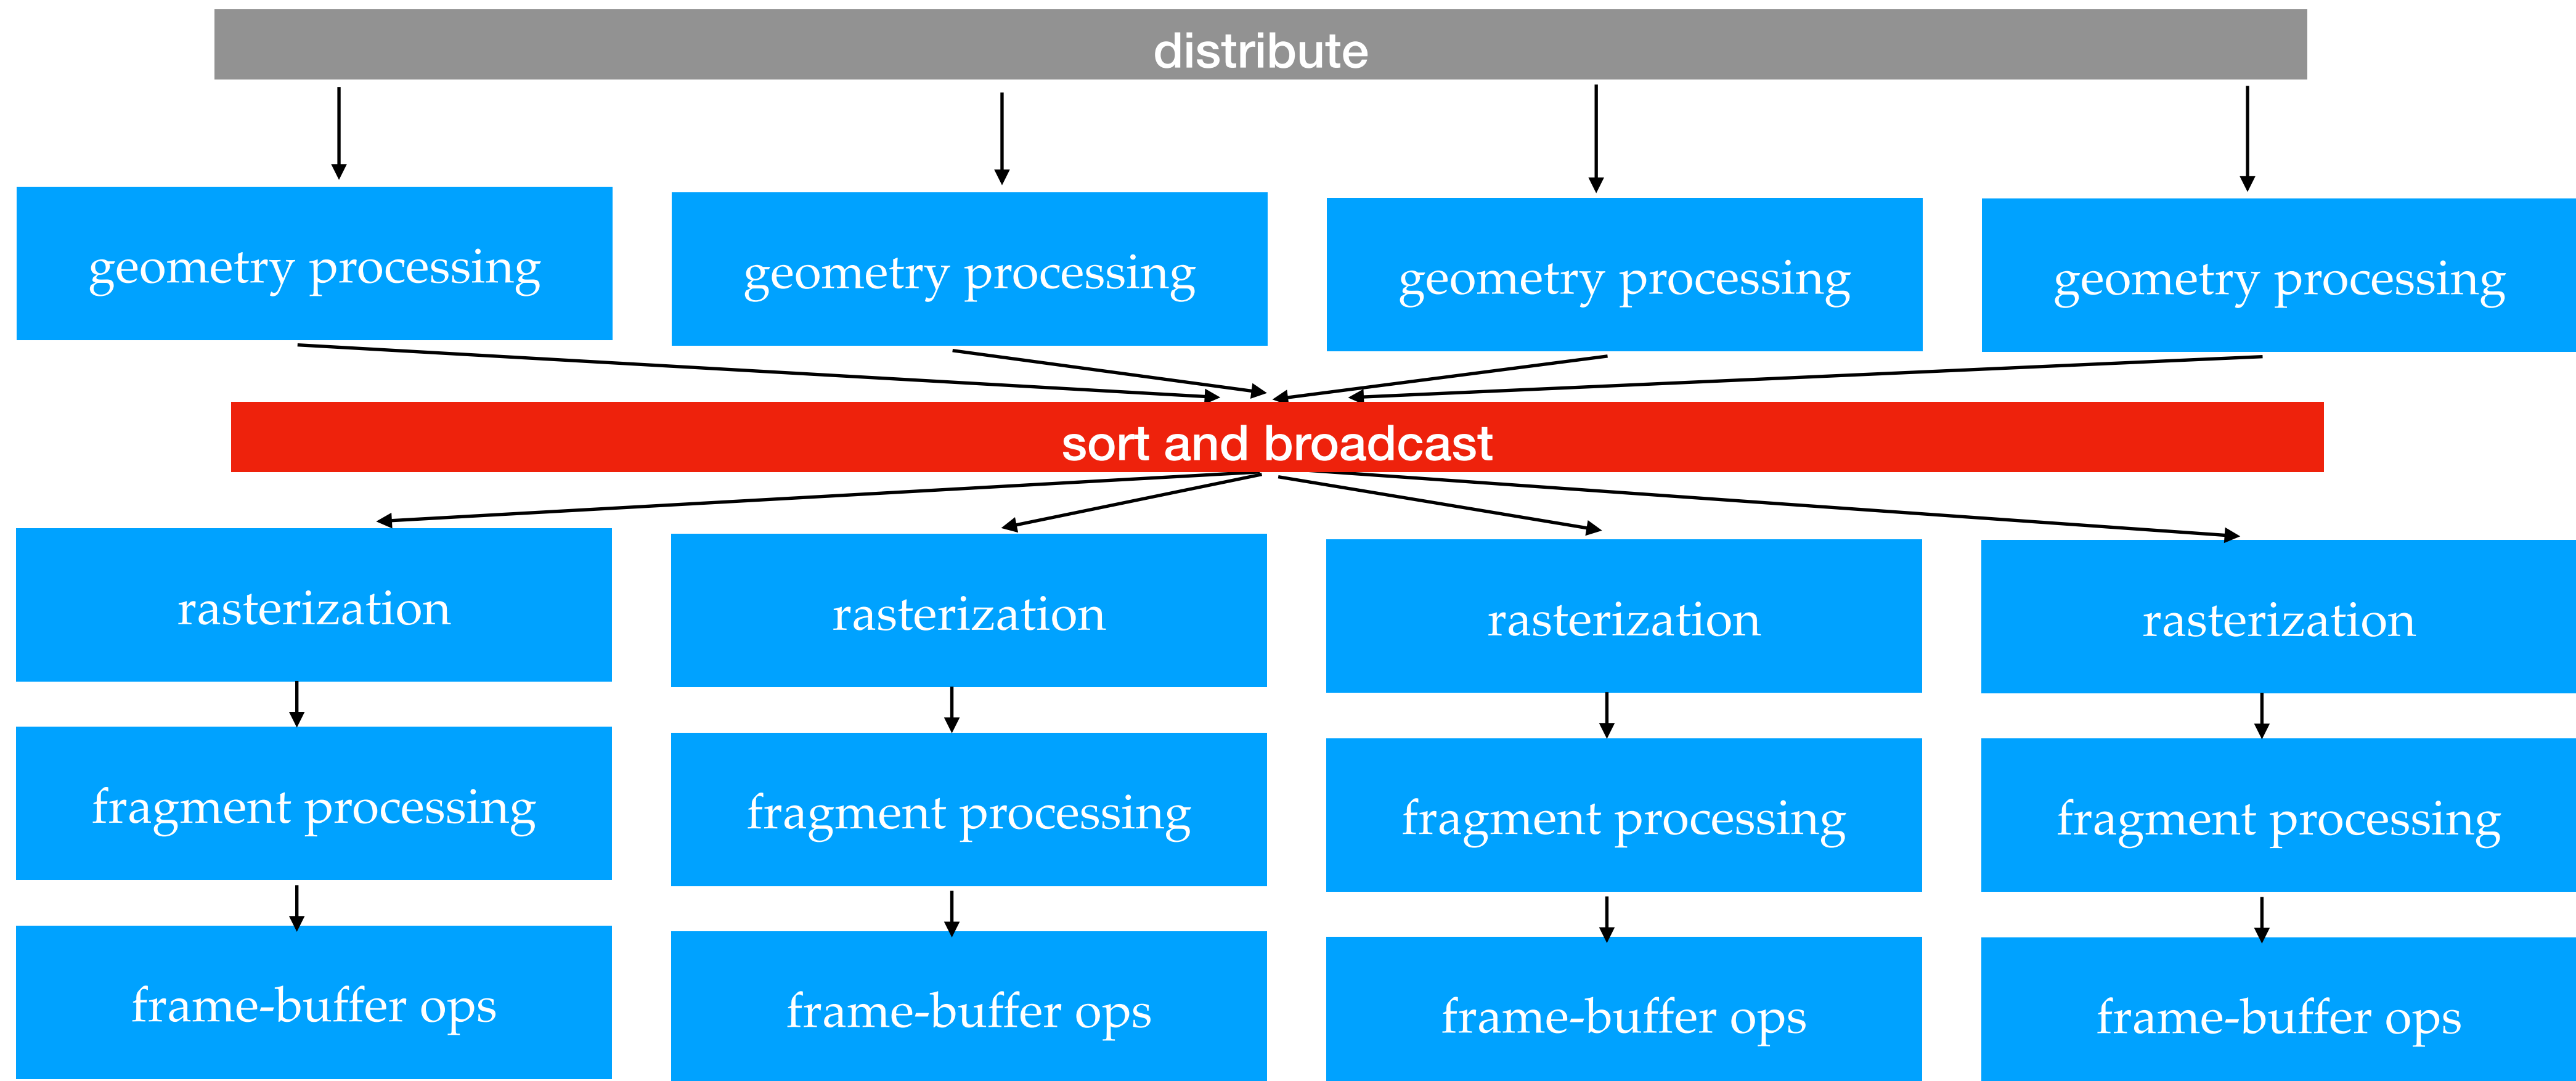 distribute
geometry processing
geometry processing
geometry processing
geometry processing
sort and broadcast
rasterization
rasterization
rasterization
rasterization
fragment processing
fragment processing
fragment processing
fragment processing
frame-buffer ops
frame-buffer ops
frame-buffer ops
frame-buffer ops